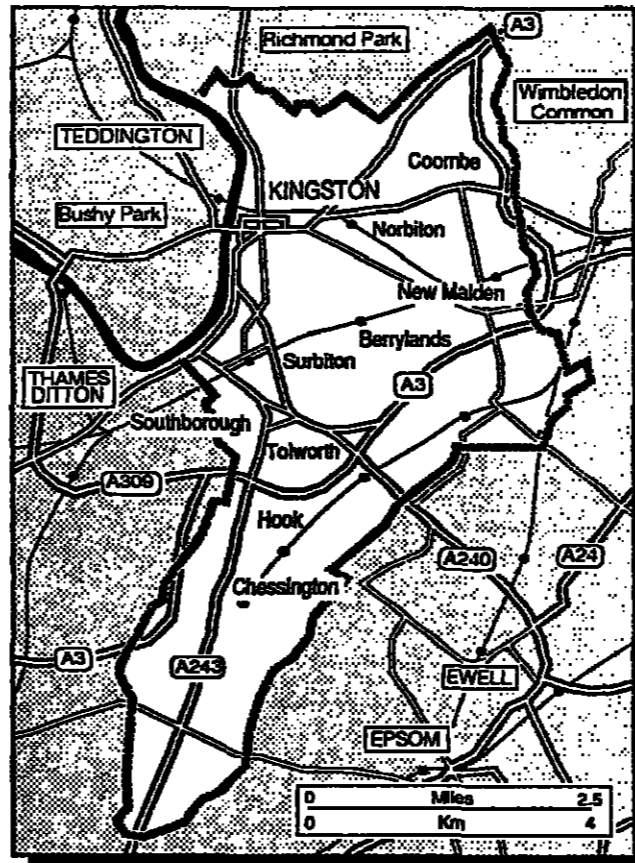 A3
Richmond Park
Wimbledon
Common
TEDDINGTON
Coombe
KINGSTON
Bushy Park
Norbiton
New Malden
Berrylands
Surbiton
THAMES
DITTON
A3
Southborough
Tolworth
A309
Hook
A240
A24
Chessington
A3
A243
EWELL
EPSOM
0 Miles 2.5
0 Km 4